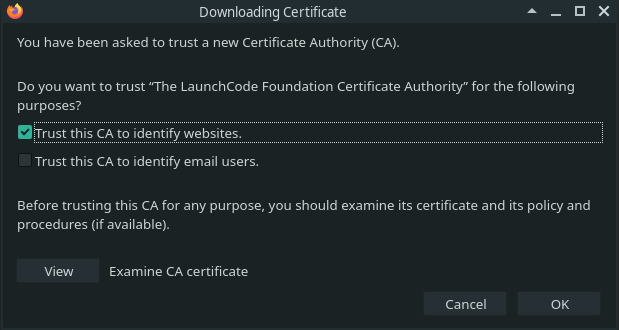 Downloading Certificate
You have been asked to trust a new Certificate Authority (CA).
Do you want to trust “The LaunchCode Foundation Certificate Authority” for the following
purposes?
Trust this CA to identify websites.
Trust this CA to identify email users.
Before trusting this CA for any purpose, you should examine its certificate and its policy and
procedures (if available).
View Examine CA certificate
Cancel OK